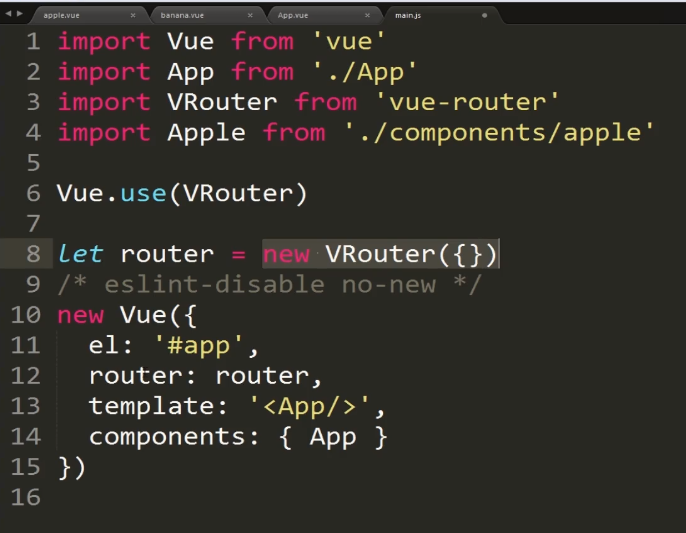 apple.vue banana.vue App.vue main.js
1 import Vue from 'vue'
2 import App from './App'
3 import VRouter from 'vue-router'
4 import Apple from './components/apple'
5
6 Vue.use(VRouter)
7
8 let router = new VRouter({})
9 /* eslint-disable no-new */
10 new Vue({
11   el: '#app',
12   router: router,
13   template: '<App/>',
14   components: { App }
15 })
16